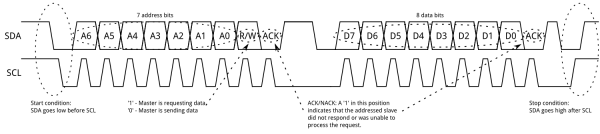 7 address bits
8 data bits
SDA
A6 A5 A4 A3 A2 A1 A0 R/W ACK
D7 D6 D5 D4 D3 D2 D1 D0 ACK
SCL
Start condition:
SDA goes low before SCL
'1' - Master is requesting data,
'0' - Master is sending data
ACK/NACK: A '1' in this position
indicates that the addressed slave
did not respond or was unable to
process the request.
Stop condition:
SDA goes high after SCL